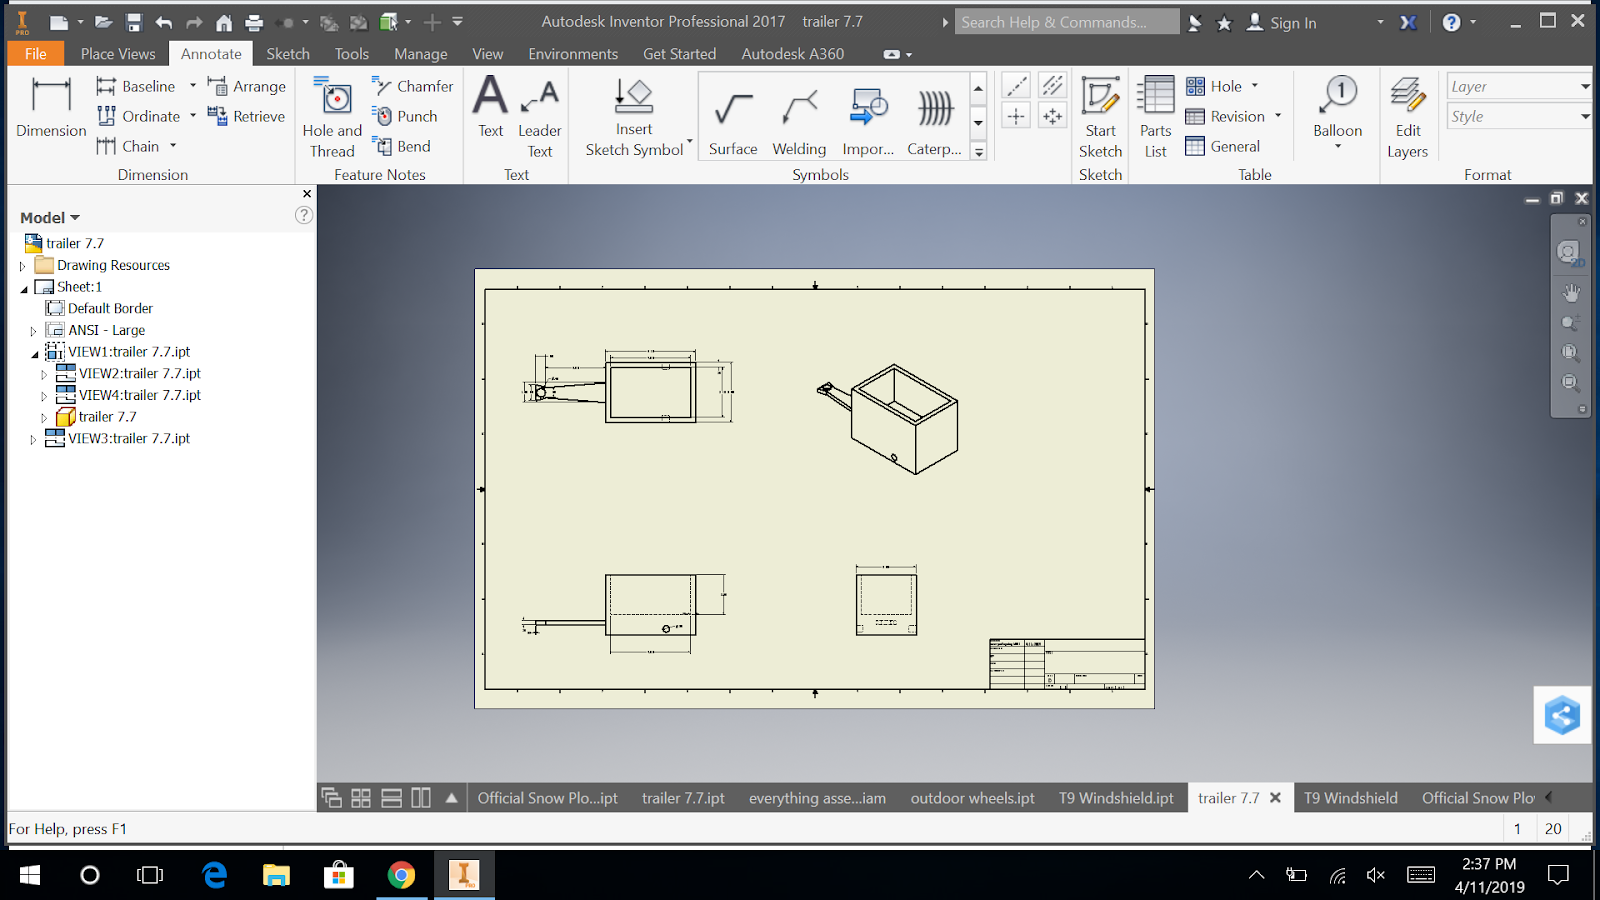 PRO
Autodesk Inventor Professional 2017 trailer 7.7
Search Help & Commands...
Sign In
File Place Views Annotate Sketch Tools Manage View Environments Get Started Autodesk A360
Dimension
Baseline
Ordinate
Chain
Arrange
Retrieve
Dimension
Hole and
Thread
Chamfer
Punch
Bend
Feature Notes
Text
Leader
Text
Text
Insert
Sketch Symbol
Surface
Welding
Impor...
Caterp...
Symbols
Start
Sketch
Sketch
Parts
List
Hole
Revision
General
Table
1
Balloon
Edit
Layers
Layer
Style
Format
Model
trailer 7.7
Drawing Resources
Sheet:1
Default Border
ANSI - Large
VIEW1:trailer 7.7.ipt
VIEW2:trailer 7.7.ipt
VIEW4:trailer 7.7.ipt
trailer 7.7
VIEW3:trailer 7.7.ipt
2D
Official Snow Plo...ipt trailer 7.7.ipt everything asse...iam outdoor wheels.ipt T9 Windshield.ipt trailer 7.7 T9 Windshield Official Snow Plo
For Help, press F1
1 20
PRO
2:37 PM
4/11/2019